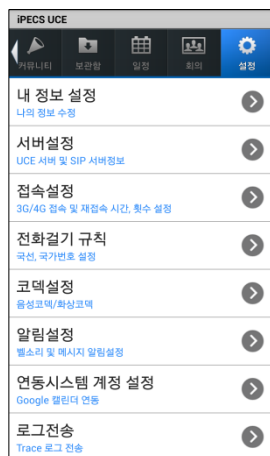 iPECS UCE
커뮤니티 보관함 일정 회의 설정
내 정보 설정
나의 정보 수정
서버설정
UCE 서버 및 SIP 서버정보
접속설정
3G/4G 접속 및 재접속 시간, 횟수 설정
전화걸기 규칙
국선, 국가번호 설정
코덱설정
음성코덱/화상코덱
알림설정
벨소리 및 메시지 알림설정
연동시스템 계정 설정
Google 캘린더 연동
로그전송
Trace 로그 전송